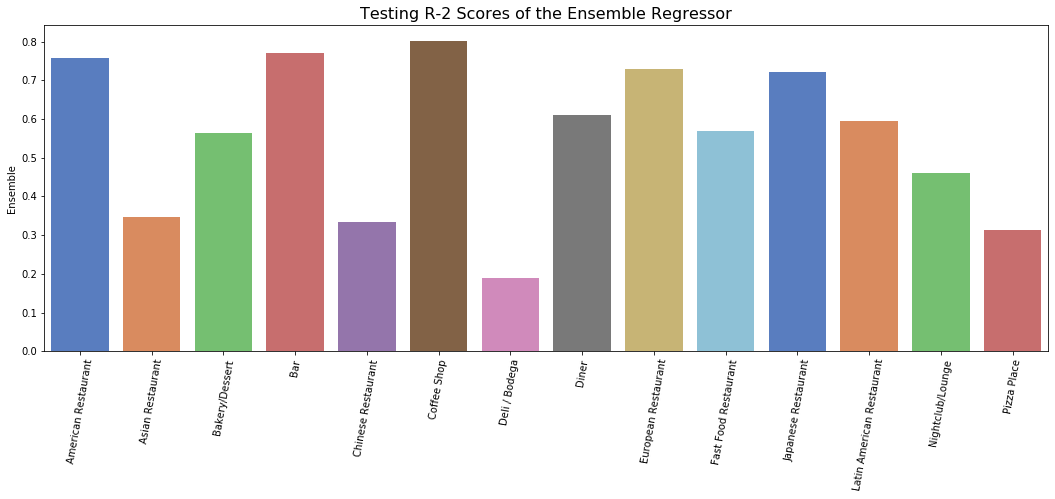 Testing R-2 Scores of the Ensemble Regressor
Ensemble
0.8
0.7
0.6
0.5
0.4
0.3
0.2
0.1
0.0
American Restaurant
Asian Restaurant
Bakery/Dessert
Bar
Chinese Restaurant
Coffee Shop
Deli / Bodega
Diner
European Restaurant
Fast Food Restaurant
Japanese Restaurant
Latin American Restaurant
Nightclub/Lounge
Pizza Place